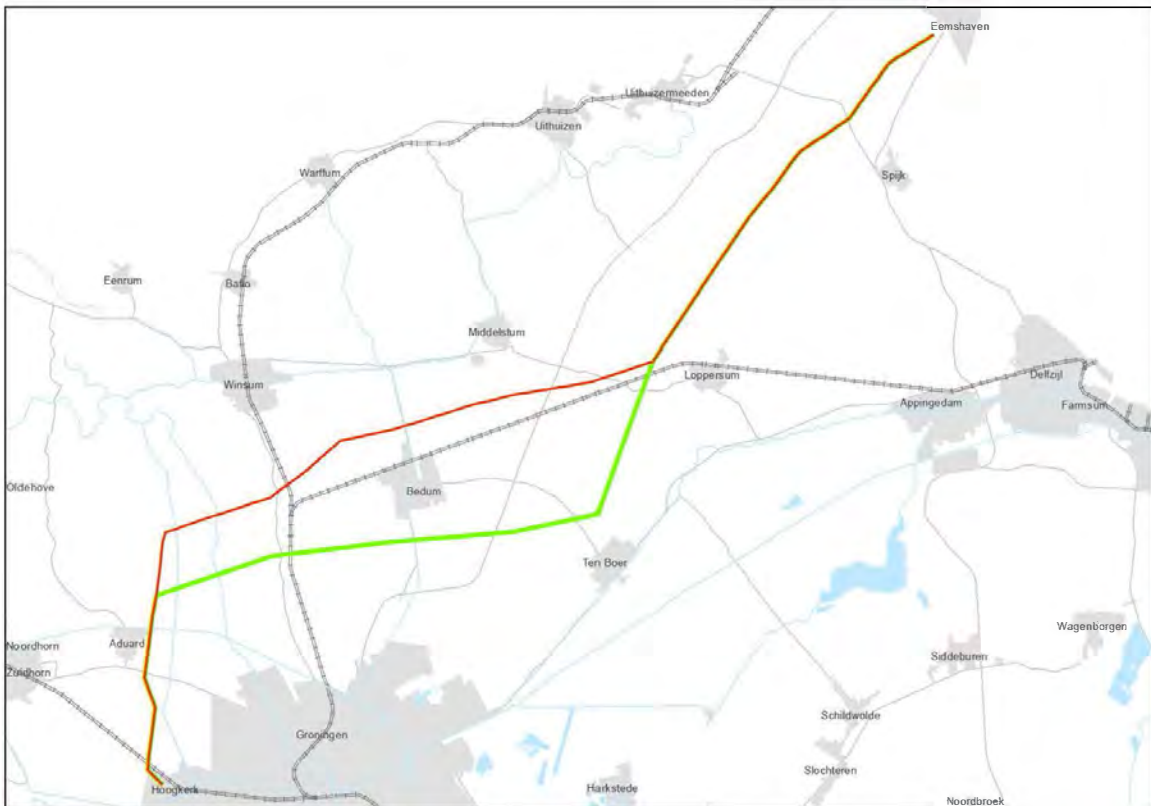 Eemshaven
Uithuizermeeden
Uithuizen
Warffum
Spijk
Eenrum
Baflo
Middelstum
Winsum
Loppersum
Delfzijl
Appingedam
Farmsum
Oldehove
Bedum
Ten Boer
Wagenborgen
Noordhorn
Aduard
Siddeburen
Zuidhorn
Schildwolde
Groningen
Slochteren
Hoogkerk
Harkstede
Noordbroek